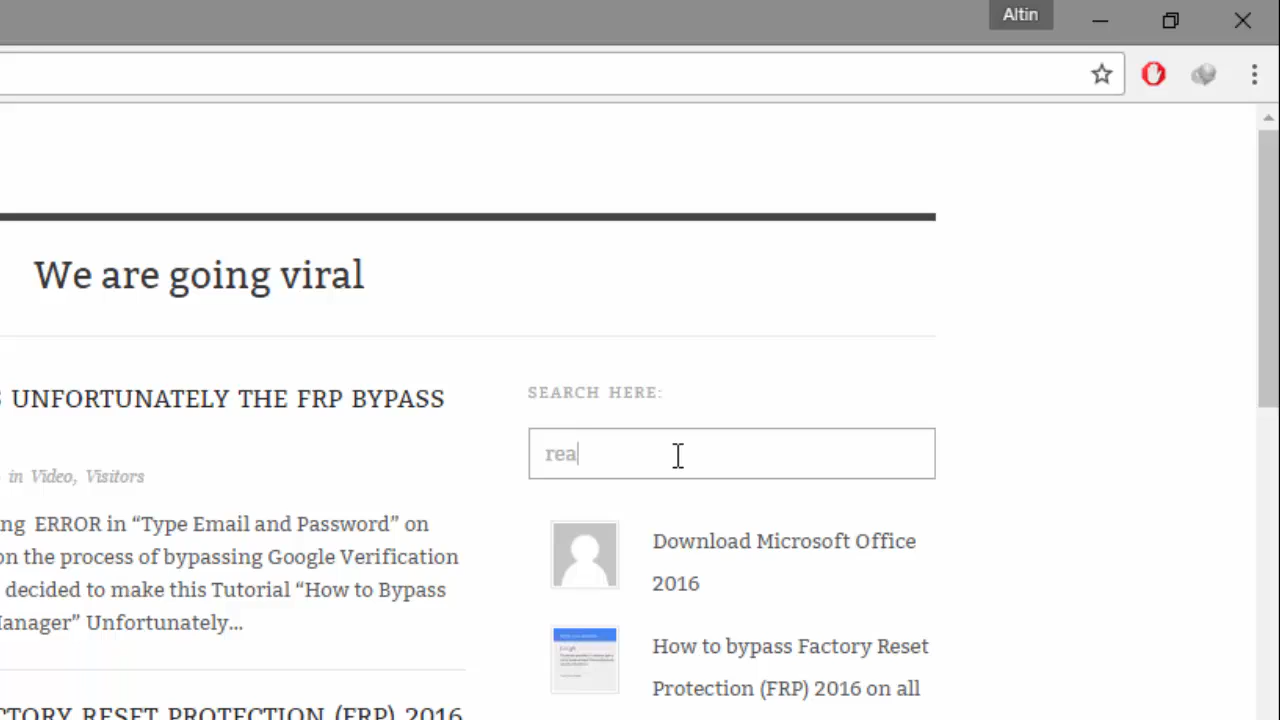 Altin
We are going viral
UNFORTUNATELY THE FRP BYPASS
in Video, Visitors
ng ERROR in “Type Email and Password” on
on the process of bypassing Google Verification
decided to make this Tutorial “How to Bypass
anager” Unfortunately...
CTORY RESET PROTECTION (FRP) 2016
SEARCH HERE:
rea
Download Microsoft Office
2016
How to bypass Factory Reset
Protection (FRP) 2016 on all